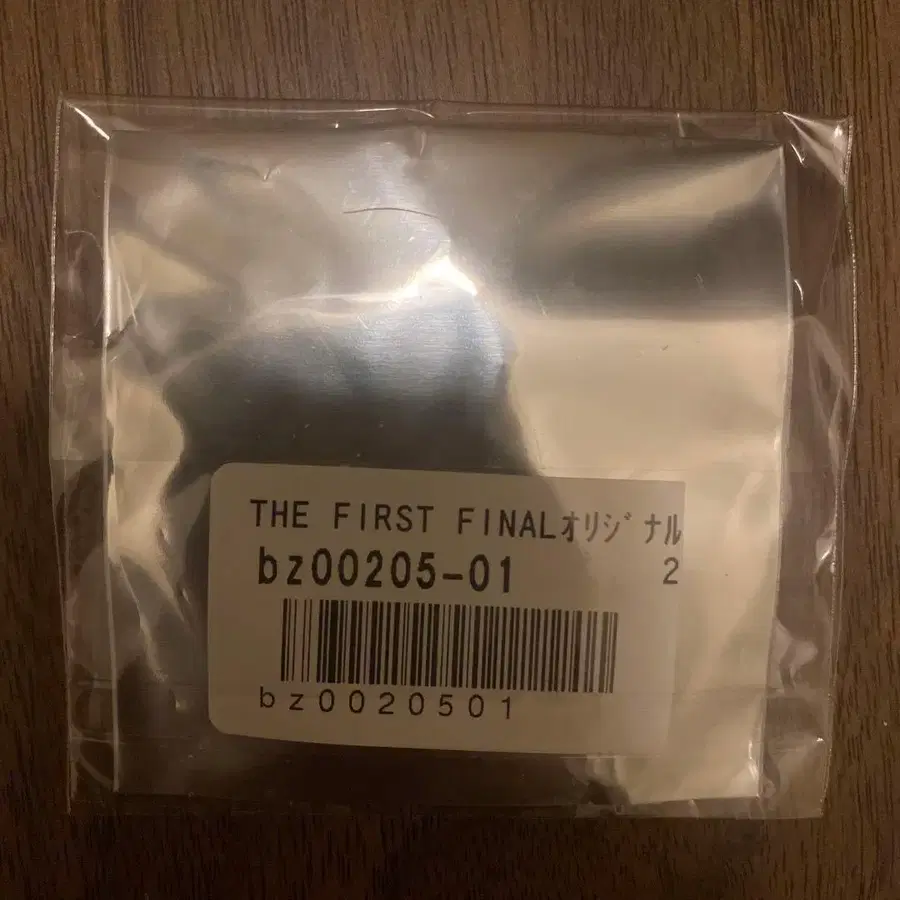 THE FIRST FINALｵﾘｼﾞﾅﾙ
bz00205-01 2
bz0020501